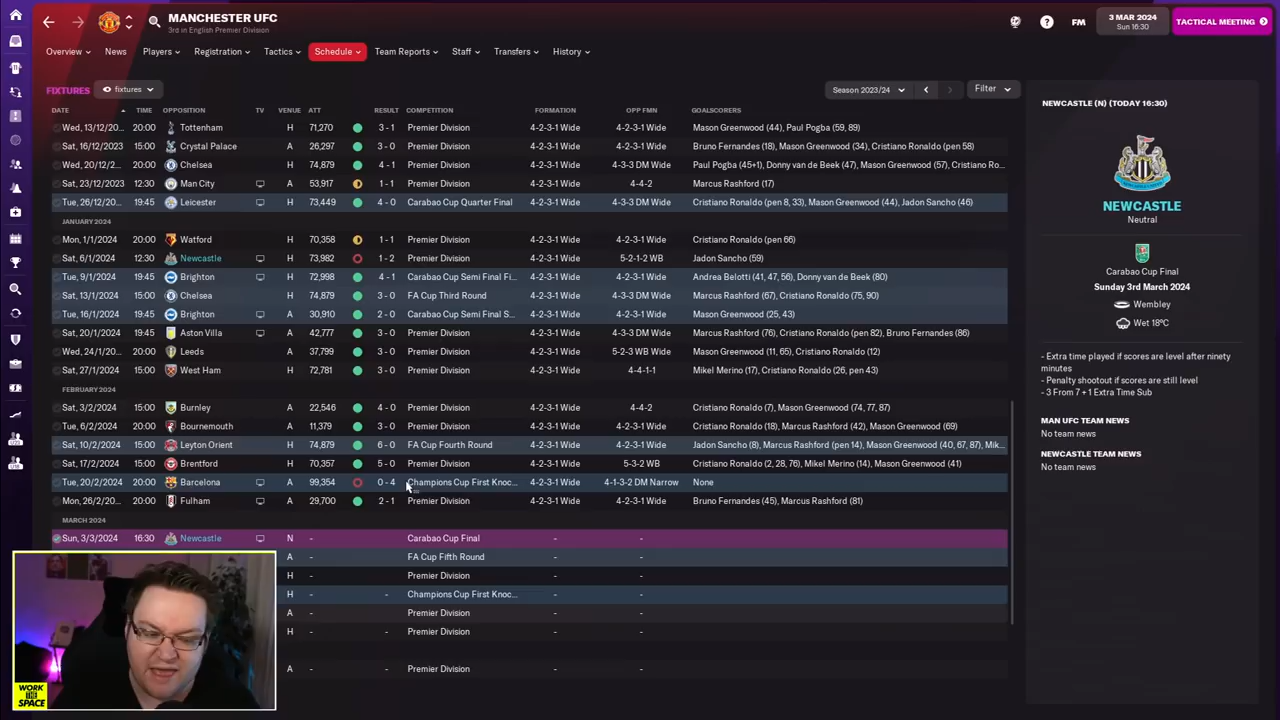 MANCHESTER UFC
3rd in English Premier Division
FM
3 MAR 2024
Sun 16:30
TACTICAL MEETING
Overview
News
Players
Registration
Tactics
Schedule
Team Reports
Staff
Transfers
History
FIXTURES
fixtures
Season 2023/24
Filter
DATE TIME OPPOSITION TV VENUE ATT RESULT COMPETITION FORMATION OPP FMN GOALSCORERS
Wed, 13/12/20... 20:00 Tottenham H 71,270 3 - 1 Premier Division 4-2-3-1 Wide 4-2-3-1 Wide Mason Greenwood (44), Paul Pogba (59, 89)
Sat, 16/12/2023 15:00 Crystal Palace A 26,297 3 - 0 Premier Division 4-2-3-1 Wide 4-2-3-1 Wide Bruno Fernandes (18), Mason Greenwood (34), Cristiano Ronaldo (pen 58)
Wed, 20/12/2... 20:00 Chelsea H 74,879 4 - 1 Premier Division 4-2-3-1 Wide 4-3-3 DM Wide Paul Pogba (45+1), Donny van de Beek (47), Mason Greenwood (57), Cristiano Ro...
Sat, 23/12/2023 12:30 Man City A 53,917 1 - 1 Premier Division 4-2-3-1 Wide 4-4-2 Marcus Rashford (17)
Tue, 26/12/20... 19:45 Leicester H 73,449 4 - 0 Carabao Cup Quarter Final 4-2-3-1 Wide 4-3-3 DM Wide Cristiano Ronaldo (pen 8, 33), Mason Greenwood (44), Jadon Sancho (46)
JANUARY 2024
Mon, 1/1/2024 20:00 Watford H 70,358 1 - 1 Premier Division 4-2-3-1 Wide 4-2-3-1 Wide Cristiano Ronaldo (pen 66)
Sat, 6/1/2024 12:30 Newcastle H 73,982 1 - 2 Premier Division 4-2-3-1 Wide 5-2-1-2 WB Jadon Sancho (59)
Tue, 9/1/2024 19:45 Brighton H 72,998 4 - 1 Carabao Cup Semi Final Fi... 4-2-3-1 Wide 4-2-3-1 Wide Andrea Belotti (41, 47, 56), Donny van de Beek (80)
Sat, 13/1/2024 15:00 Chelsea H 74,879 3 - 0 FA Cup Third Round 4-2-3-1 Wide 4-3-3 DM Wide Marcus Rashford (67), Cristiano Ronaldo (75, 90)
Tue, 16/1/2024 19:45 Brighton A 30,910 2 - 0 Carabao Cup Semi Final S... 4-2-3-1 Wide 4-2-3-1 Wide Mason Greenwood (25, 43)
Sat, 20/1/2024 19:45 Aston Villa A 42,777 3 - 0 Premier Division 4-2-3-1 Wide 4-3-3 DM Wide Marcus Rashford (76), Cristiano Ronaldo (pen 82), Bruno Fernandes (86)
Wed, 24/1/20... 20:00 Leeds A 37,799 3 - 0 Premier Division 4-2-3-1 Wide 5-2-3 WB Wide Mason Greenwood (11, 65), Cristiano Ronaldo (12)
Sat, 27/1/2024 15:00 West Ham H 72,781 3 - 0 Premier Division 4-2-3-1 Wide 4-4-1-1 Mikel Merino (17), Cristiano Ronaldo (26, pen 43)
FEBRUARY 2024
Sat, 3/2/2024 15:00 Burnley A 22,546 4 - 0 Premier Division 4-2-3-1 Wide 4-4-2 Cristiano Ronaldo (7), Mason Greenwood (74, 77, 87)
Tue, 6/2/2024 20:00 Bournemouth A 11,379 3 - 0 Premier Division 4-2-3-1 Wide 4-2-3-1 Wide Cristiano Ronaldo (18), Marcus Rashford (42), Mason Greenwood (69)
Sat, 10/2/2024 15:00 Leyton Orient H 74,879 6 - 0 FA Cup Fourth Round 4-2-3-1 Wide 4-2-3-1 Wide Jadon Sancho (8), Marcus Rashford (pen 14), Mason Greenwood (40, 67, 87), Mik...
Sat, 17/2/2024 15:00 Brentford H 70,357 5 - 0 Premier Division 4-2-3-1 Wide 5-3-2 WB Cristiano Ronaldo (2, 28, 76), Mikel Merino (14), Mason Greenwood (41)
Tue, 20/2/2024 20:00 Barcelona A 99,354 0 - 4 Champions Cup First Knoc... 4-2-3-1 Wide 4-1-3-2 DM Narrow None
Mon, 26/2/20... 20:00 Fulham A 29,700 2 - 1 Premier Division 4-2-3-1 Wide 4-2-3-1 Wide Bruno Fernandes (45), Marcus Rashford (81)
MARCH 2024
Sun, 3/3/2024 16:30 Newcastle N - Carabao Cup Final - -
A - FA Cup Fifth Round - -
H - Premier Division - -
H - - Champions Cup First Knoc... - -
A - - Premier Division - -
H - - Premier Division - -
A - - Premier Division - -
NEWCASTLE (N) (TODAY 16:30)
NEWCASTLE
Neutral
Carabao Cup Final
Sunday 3rd March 2024
Wembley
Wet 18°C
- Extra time played if scores are level after ninety
minutes
- Penalty shootout if scores are still level
- 3 From 7 + 1 Extra Time Sub
MAN UFC TEAM NEWS
No team news
NEWCASTLE TEAM NEWS
No team news
WORK
THE
SPACE